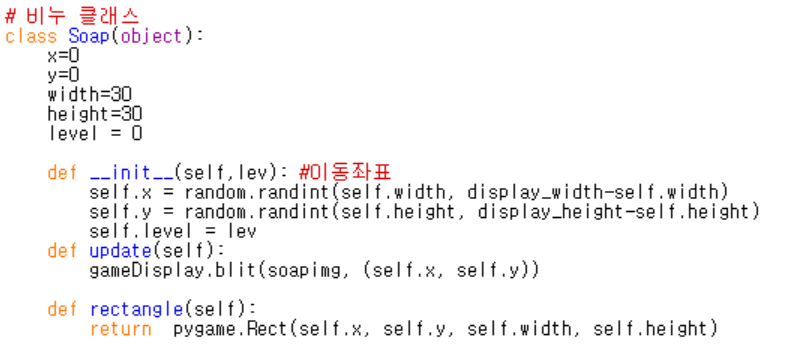 # 비누 클래스
class Soap(object):
    x=0
    y=0
    width=30
    height=30
    level = 0
    def __init__(self,lev): #이동좌표
        self.x = random.randint(self.width, display_width-self.width)
        self.y = random.randint(self.height, display_height-self.height)
        self.level = lev
    def update(self):
        gameDisplay.blit(soapimg, (self.x, self.y))
    def rectangle(self):
        return  pygame.Rect(self.x, self.y, self.width, self.height)